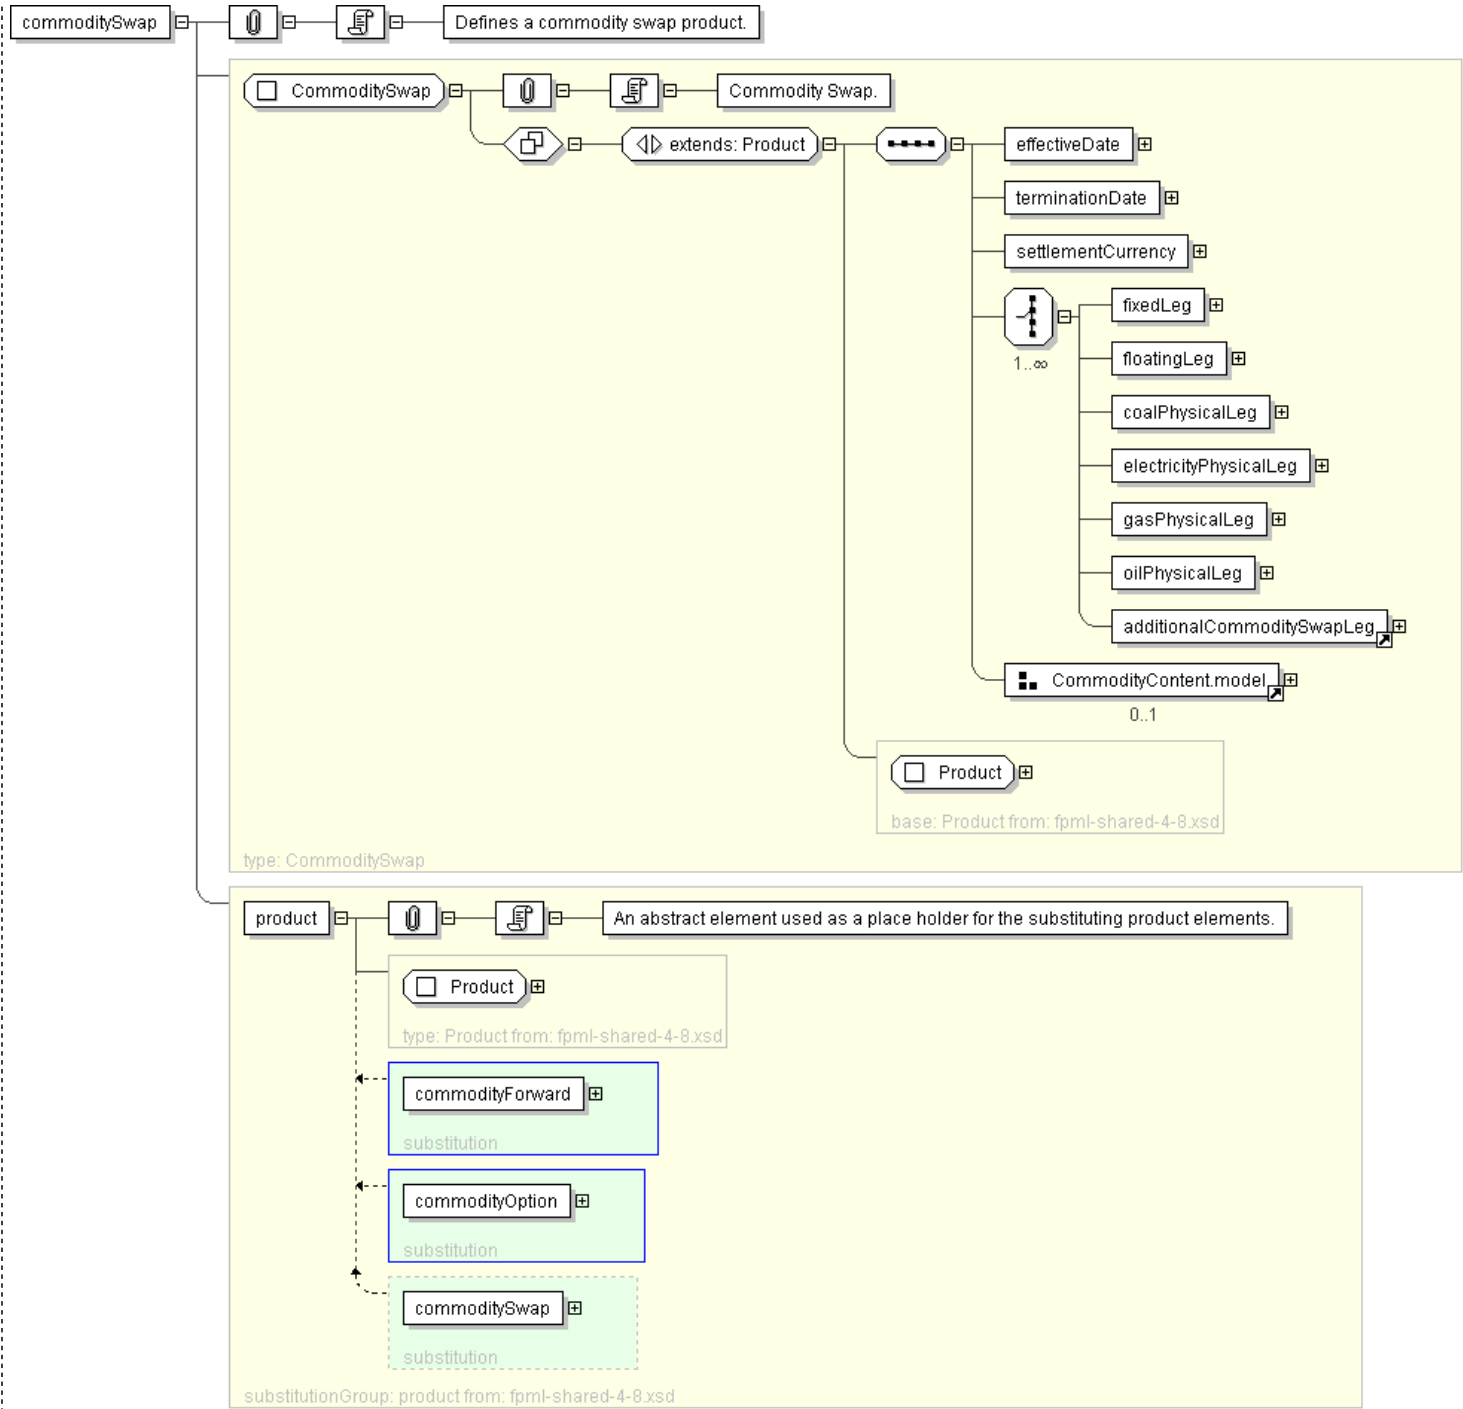 commoditySwap
Defines a commodity swap product.
CommoditySwap
Commodity Swap.
extends: Product
effectiveDate
terminationDate
settlementCurrency
1..∞
fixedLeg
floatingLeg
coalPhysicalLeg
electricityPhysicalLeg
gasPhysicalLeg
oilPhysicalLeg
additionalCommoditySwapLeg
CommodityContent.model
0..1
Product
base: Product from: fpml-shared-4-8.xsd
type: CommoditySwap
product
An abstract element used as a place holder for the substituting product elements.
Product
type: Product from: fpml-shared-4-8.xsd
commodityForward
substitution
commodityOption
substitution
commoditySwap
substitution
substitutionGroup: product from: fpml-shared-4-8.xsd